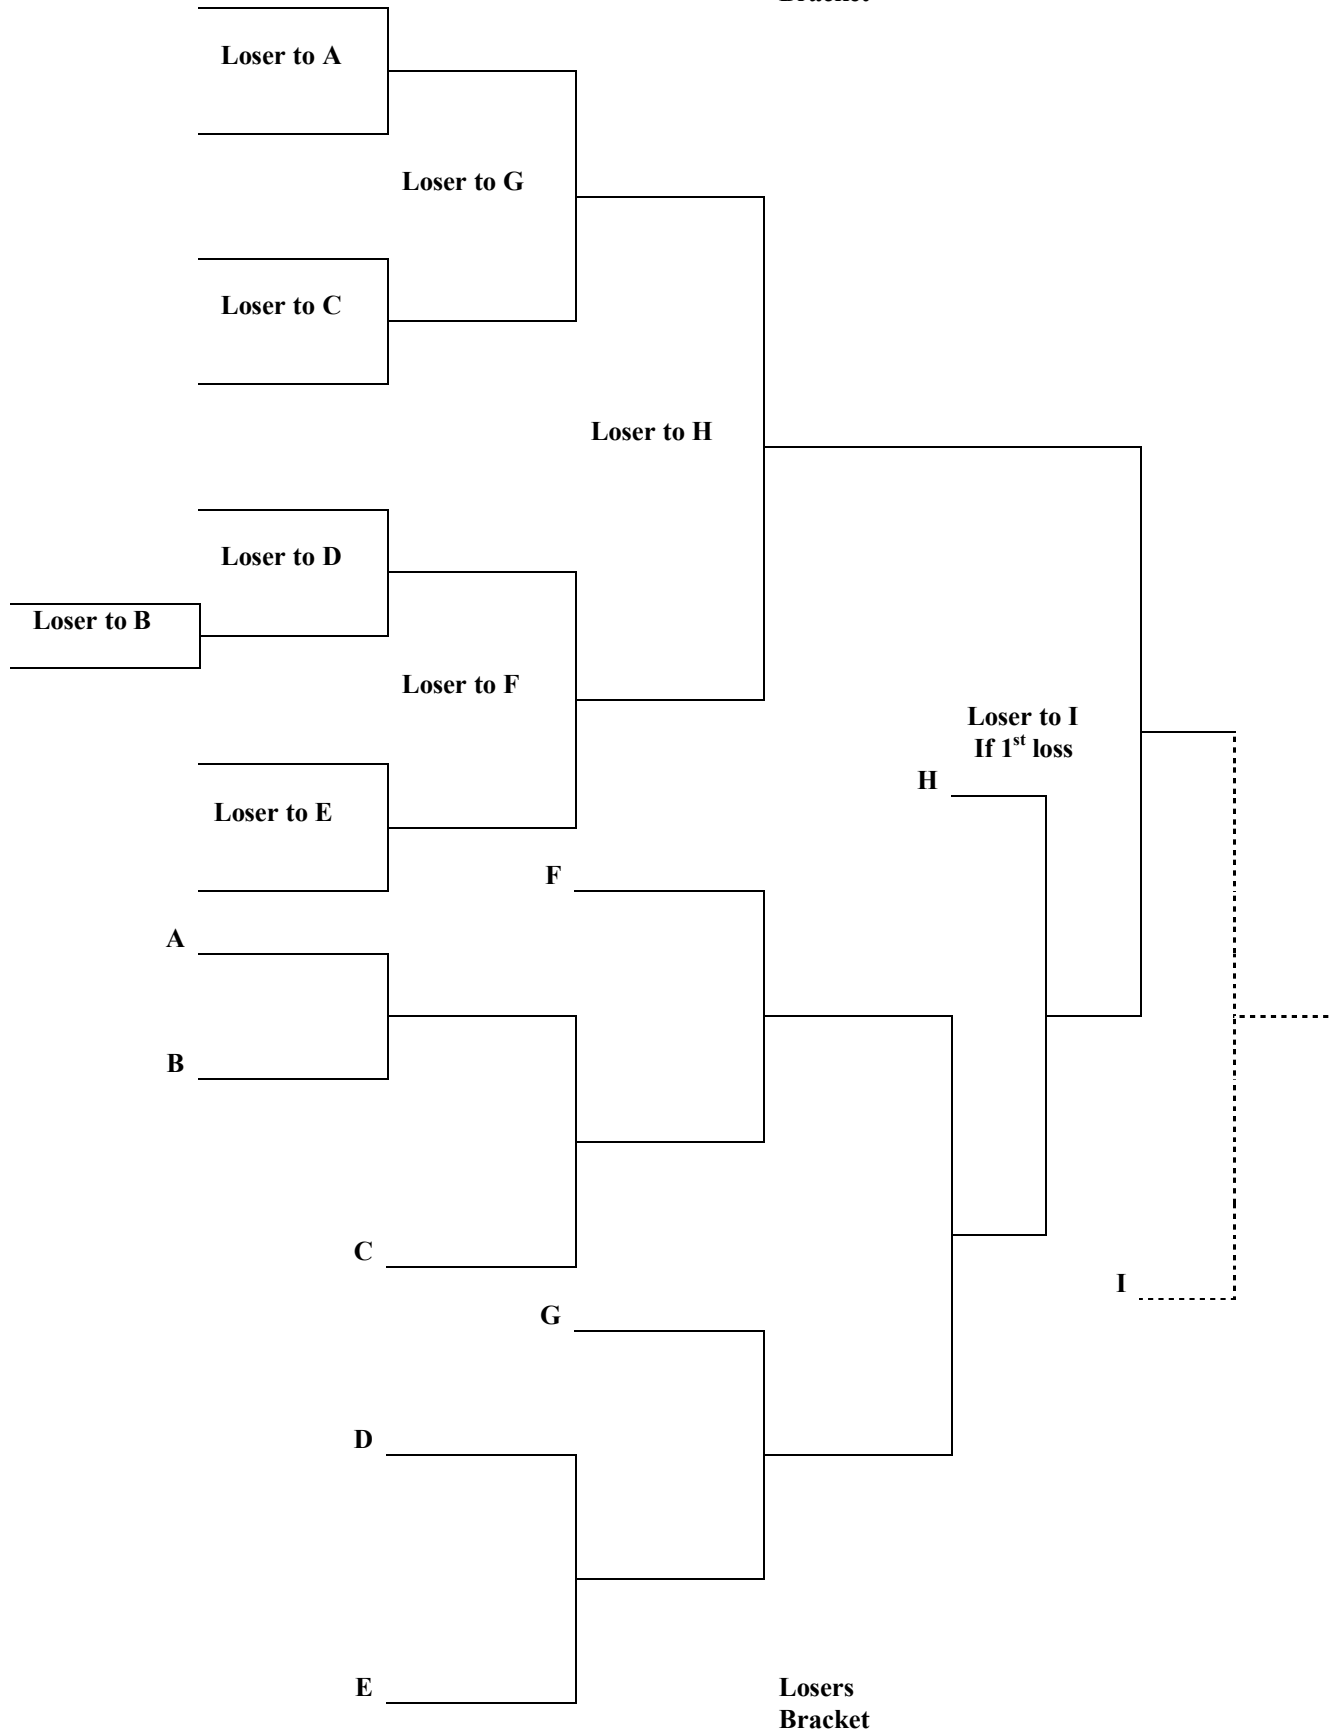 Bracket
Loser to A
Loser to G
Loser to C
Loser to H
Loser to D
Loser to B
Loser to F
Loser to I
If 1st loss
H
Loser to E
F
A
B
C
I
G
D
E
Losers
Bracket